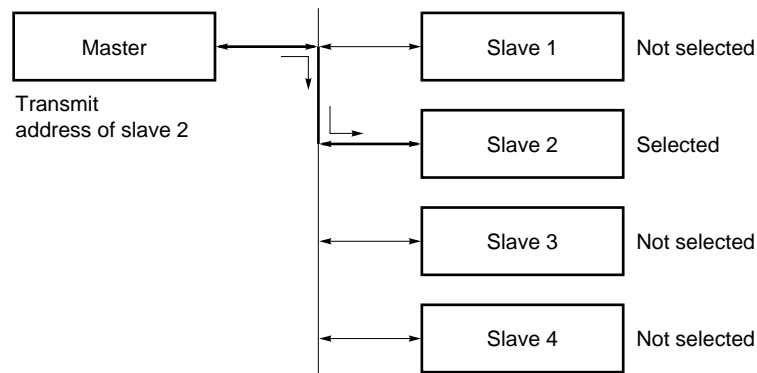 Master
Transmit
address of slave 2
Slave 1
Not selected
Slave 2
Selected
Slave 3
Not selected
Slave 4
Not selected